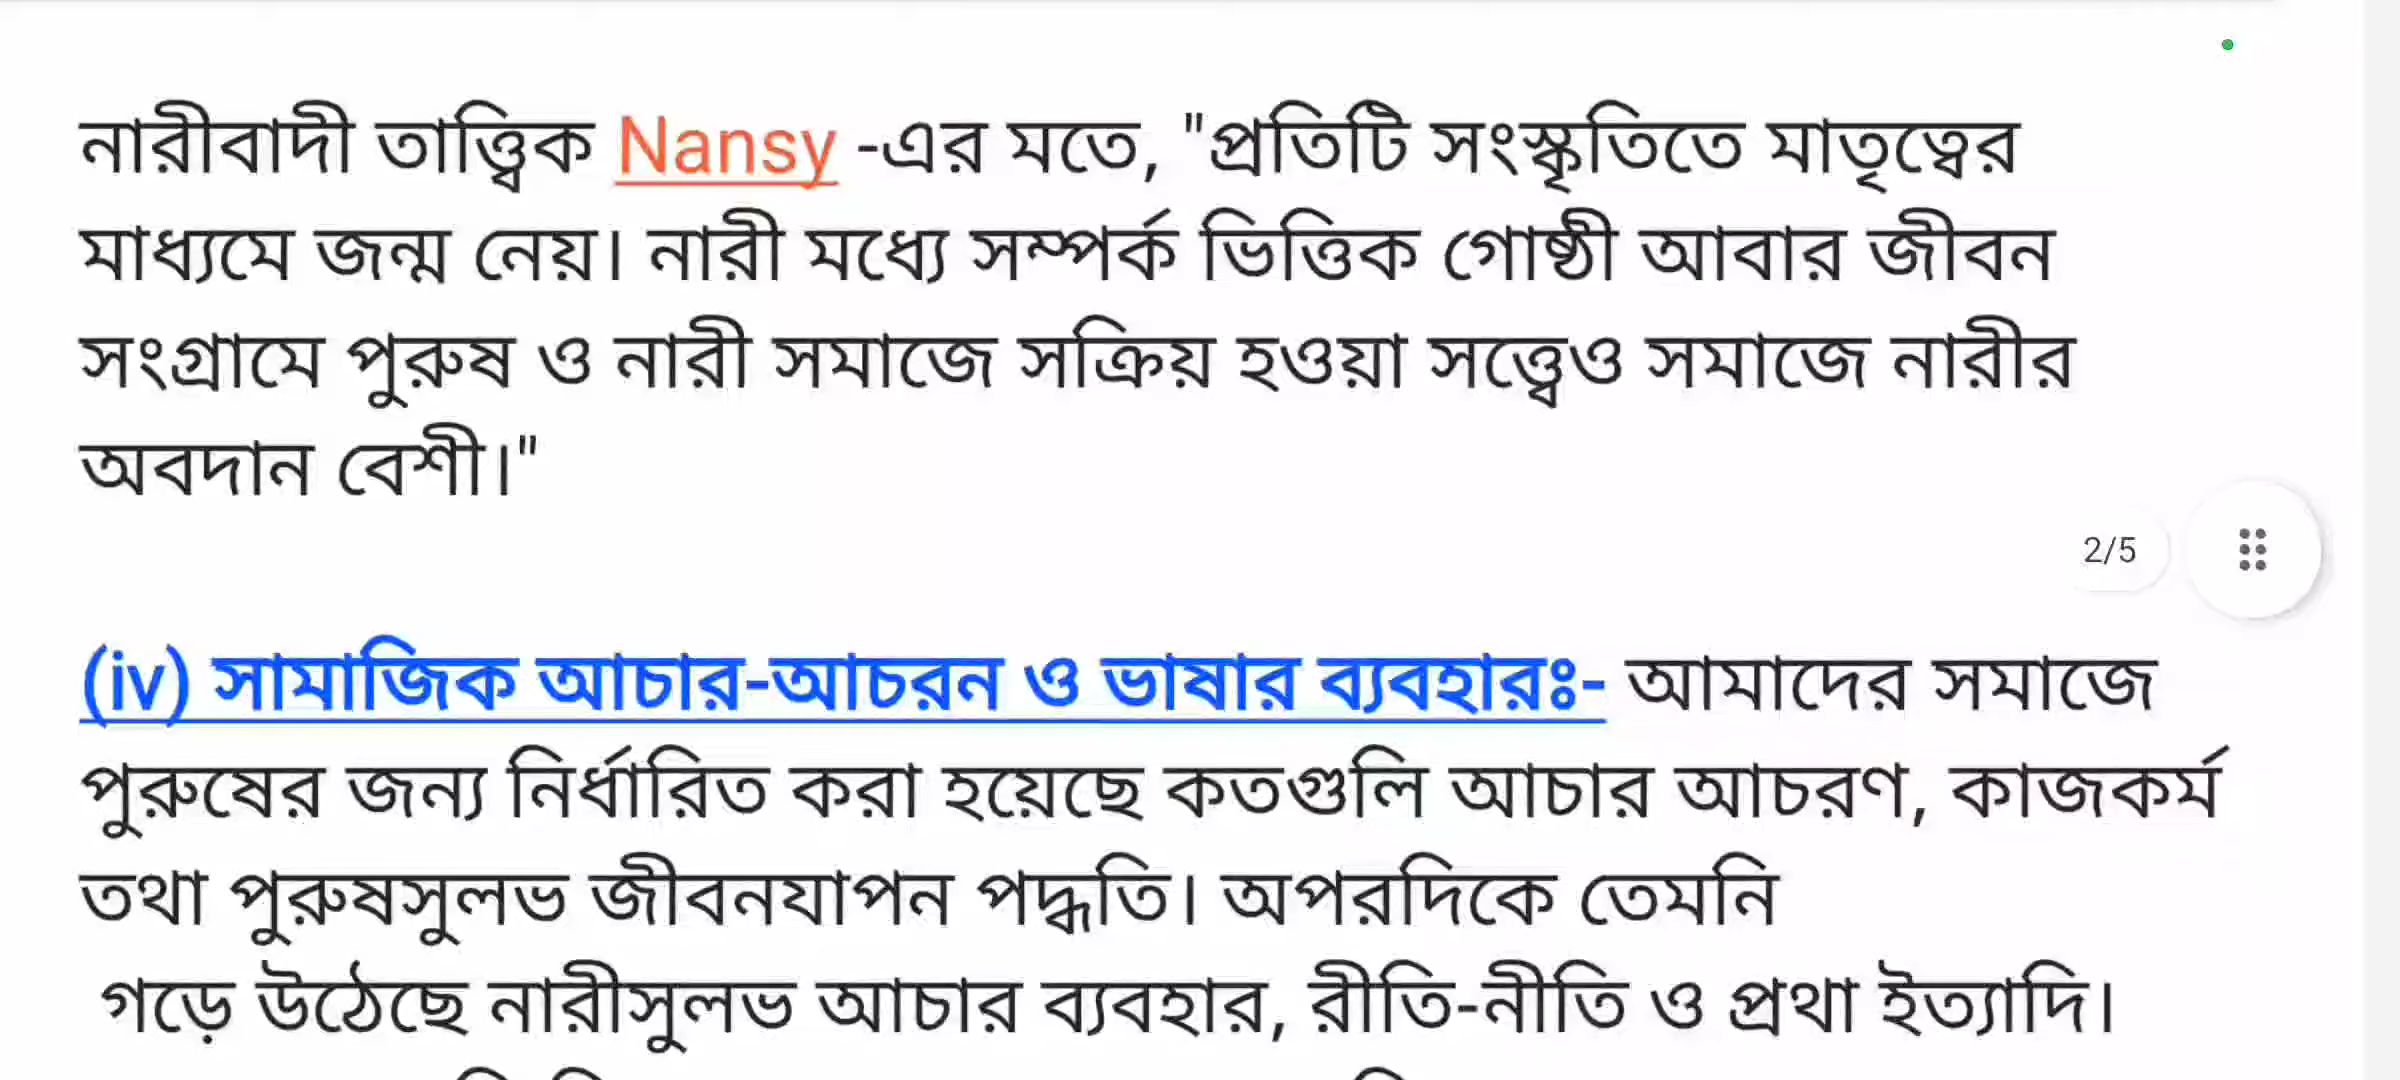 নারীবাদী তাত্ত্বিক Nansy -এর মতে, "প্রতিটি সংস্কৃতিতে মাতৃত্বের
মাধ্যমে জন্ম নেয়। নারী মধ্যে সম্পর্ক ভিত্তিক গোষ্ঠী আবার জীবন
সংগ্রামে পুরুষ ও নারী সমাজে সক্রিয় হওয়া সত্ত্বেও সমাজে নারীর
অবদান বেশী।"
2/5
(iv) সামাজিক আচার-আচরন ও ভাষার ব্যবহারঃ- আমাদের সমাজে
পুরুষের জন্য নির্ধারিত করা হয়েছে কতগুলি আচার আচরণ, কাজকর্ম
তথা পুরুষসুলভ জীবনযাপন পদ্ধতি। অপরদিকে তেমনি
গড়ে উঠেছে নারীসুলভ আচার ব্যবহার, রীতি-নীতি ও প্রথা ইত্যাদি।